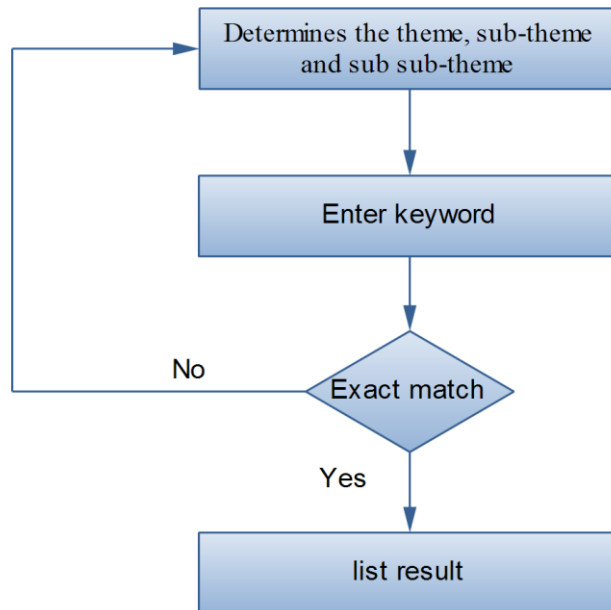 Determines the theme, sub-theme
and sub sub-theme
Enter keyword
Exact match
No
Yes
list result